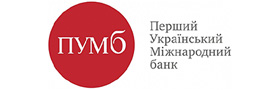 ПУМБ
Перший
Український
Міжнародний
банк